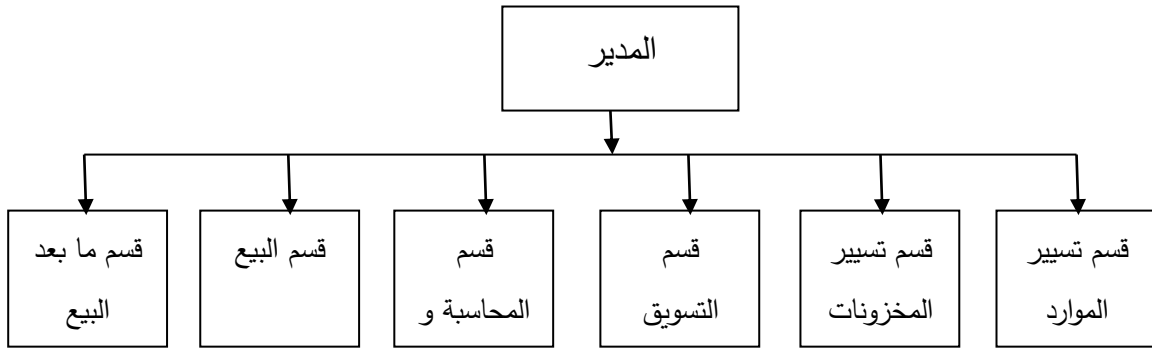 المدير
قسم تسيير
الموارد
قسم تسيير
المخزونات
قسم
التسويق
قسم
المحاسبة و
قسم البيع
قسم ما بعد
البيع